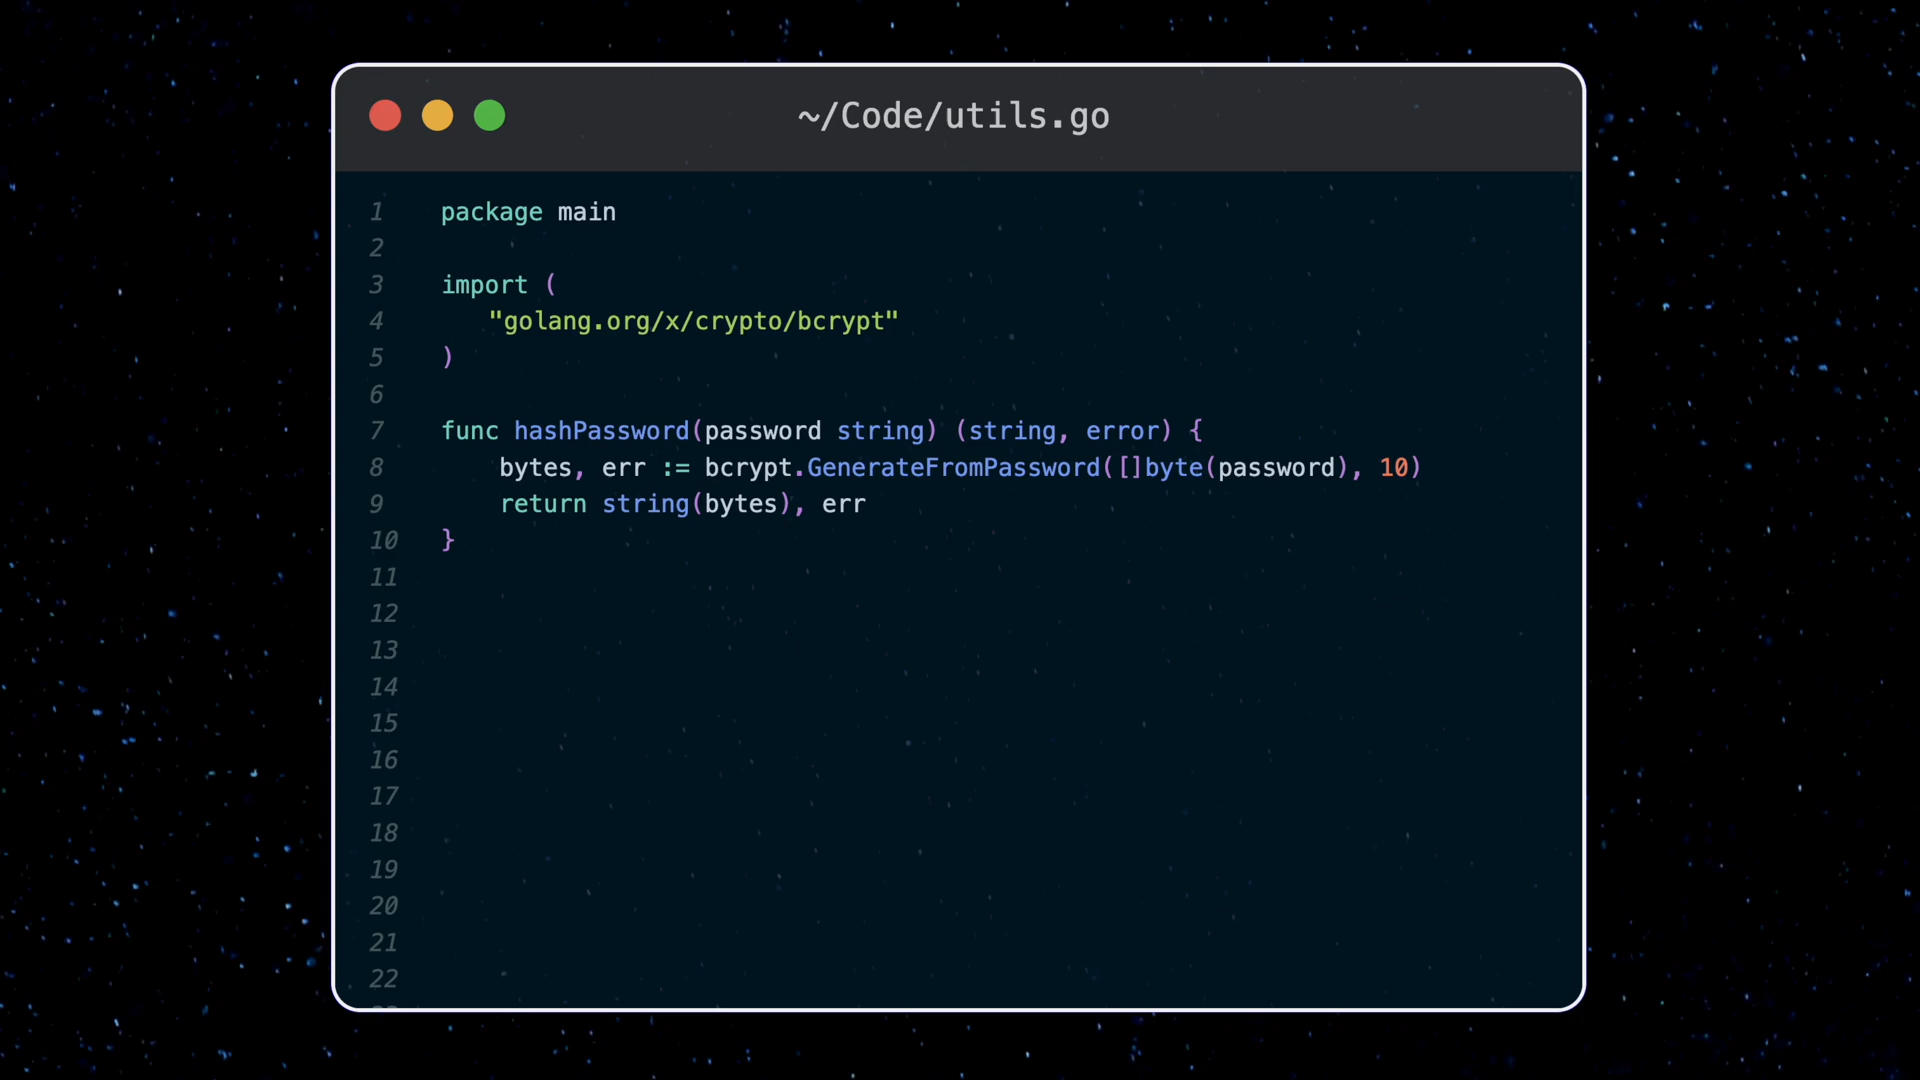 ~/Code/utils.go
1 package main
2
3 import (
4 "golang.org/x/crypto/bcrypt"
5 )
6
7 func hashPassword(password string) (string, error) {
8 bytes, err := bcrypt.GenerateFromPassword([]byte(password), 10)
9 return string(bytes), err
10 }
11
12
13
14
15
16
17
18
19
20
21
22